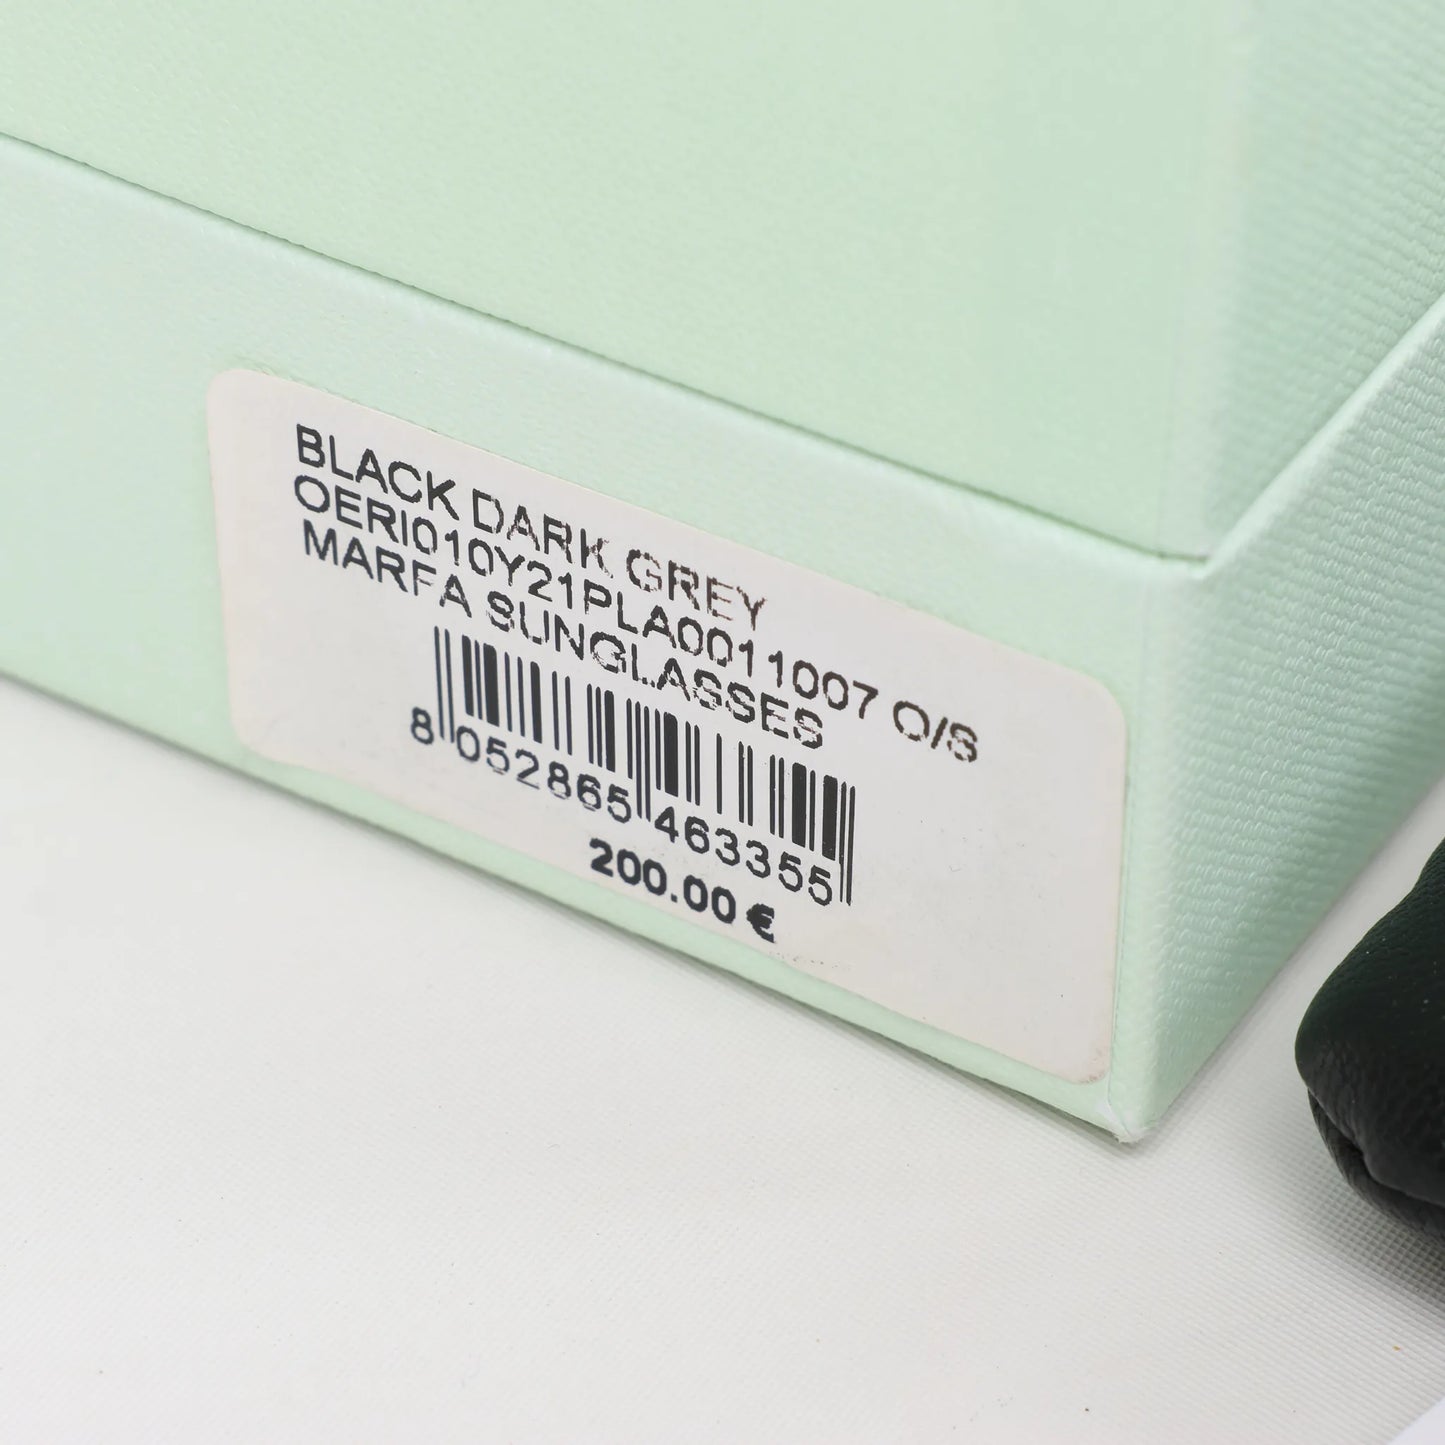 BLACK DARK GREY
OERI010Y21PLA0011007 O/S
MARFA SUNGLASSES
8 052865 463355
200.00 €